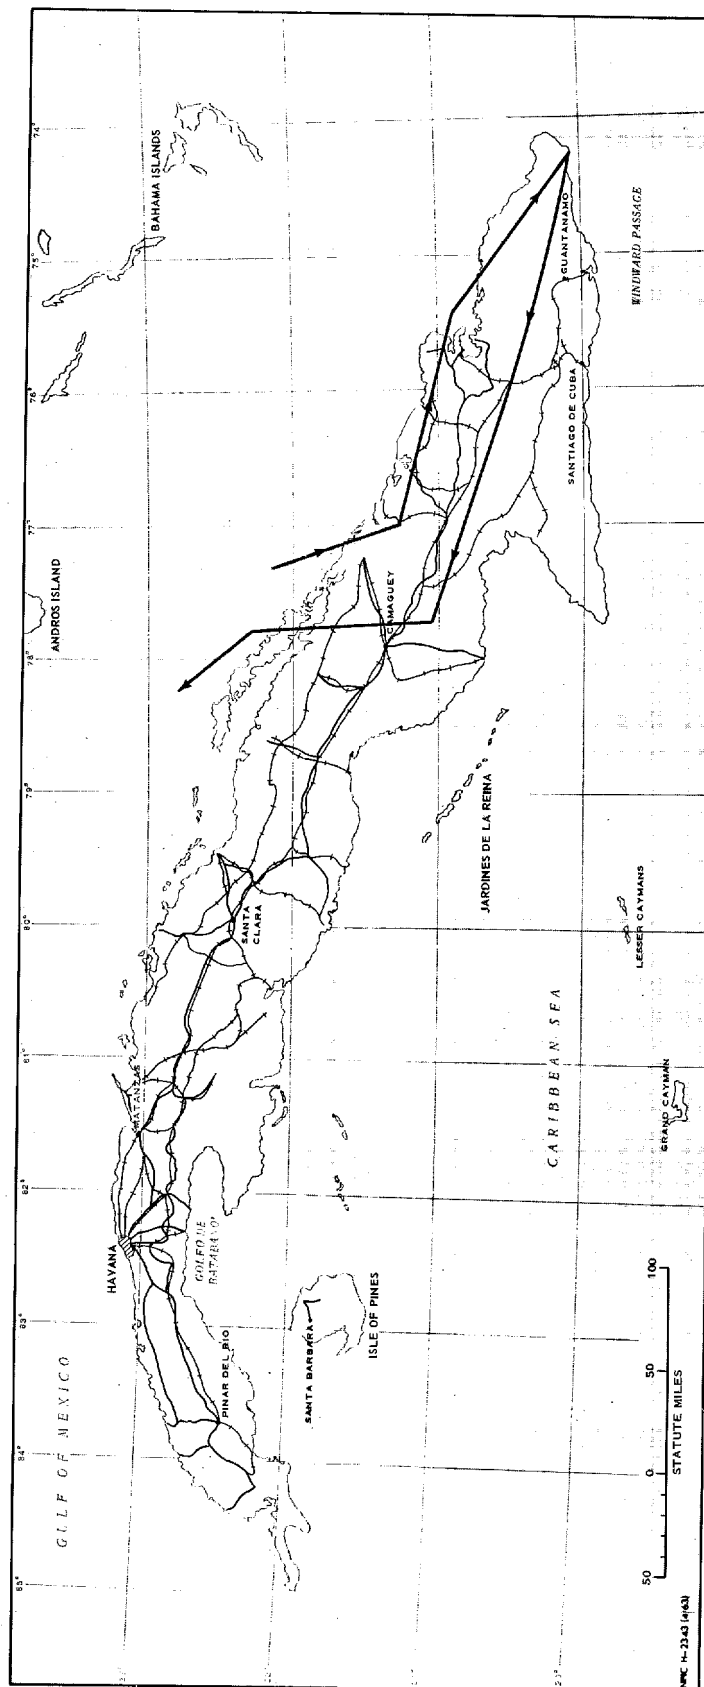 GULF OF MEXICO
HAVANA
MATANZAS
PINAR DEL RIO
GOLFO DE
BATABANO
SANTA BARBARA
ISLE OF PINES
SANTA
CLARA
CAMAGUEY
JARDINES DE LA REINA
CARIBBEAN SEA
GRAND CAYMAN
LESSER CAYMANS
ANDROS ISLAND
BAHAMA ISLANDS
GUANTANAMO
SANTIAGO DE CUBA
WINDWARD PASSAGE
85°
84°
83°
82°
81°
80°
79°
78°
77°
76°
75°
74°
50 0 50 100
STATUTE MILES
H-2343 (4/63)